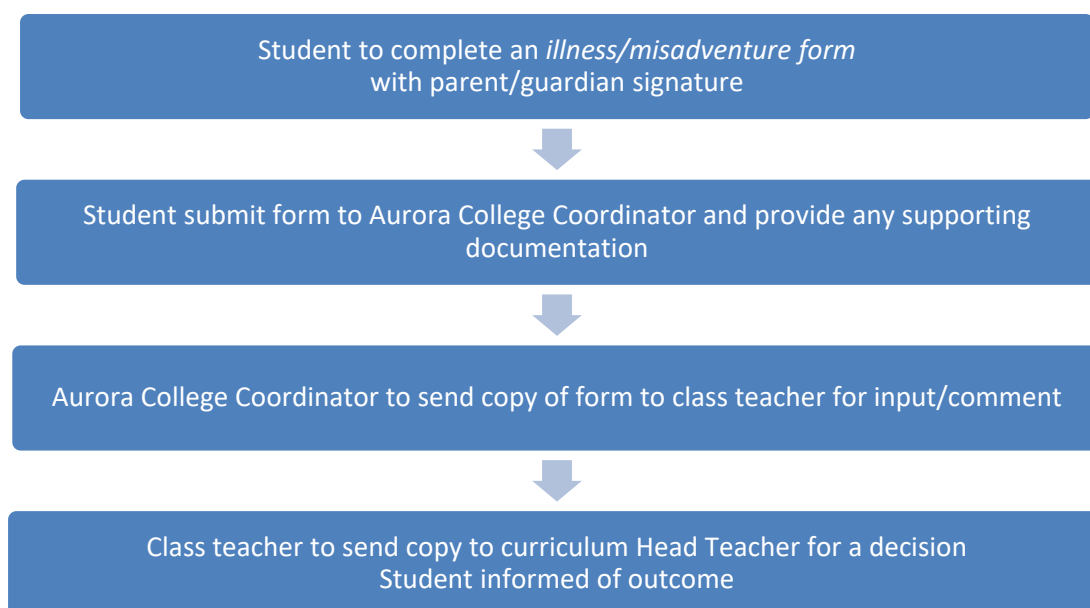 Student to complete an illness/misadventure form
with parent/guardian signature
Student submit form to Aurora College Coordinator and provide any supporting
documentation
Aurora College Coordinator to send copy of form to class teacher for input/comment
Class teacher to send copy to curriculum Head Teacher for a decision
Student informed of outcome